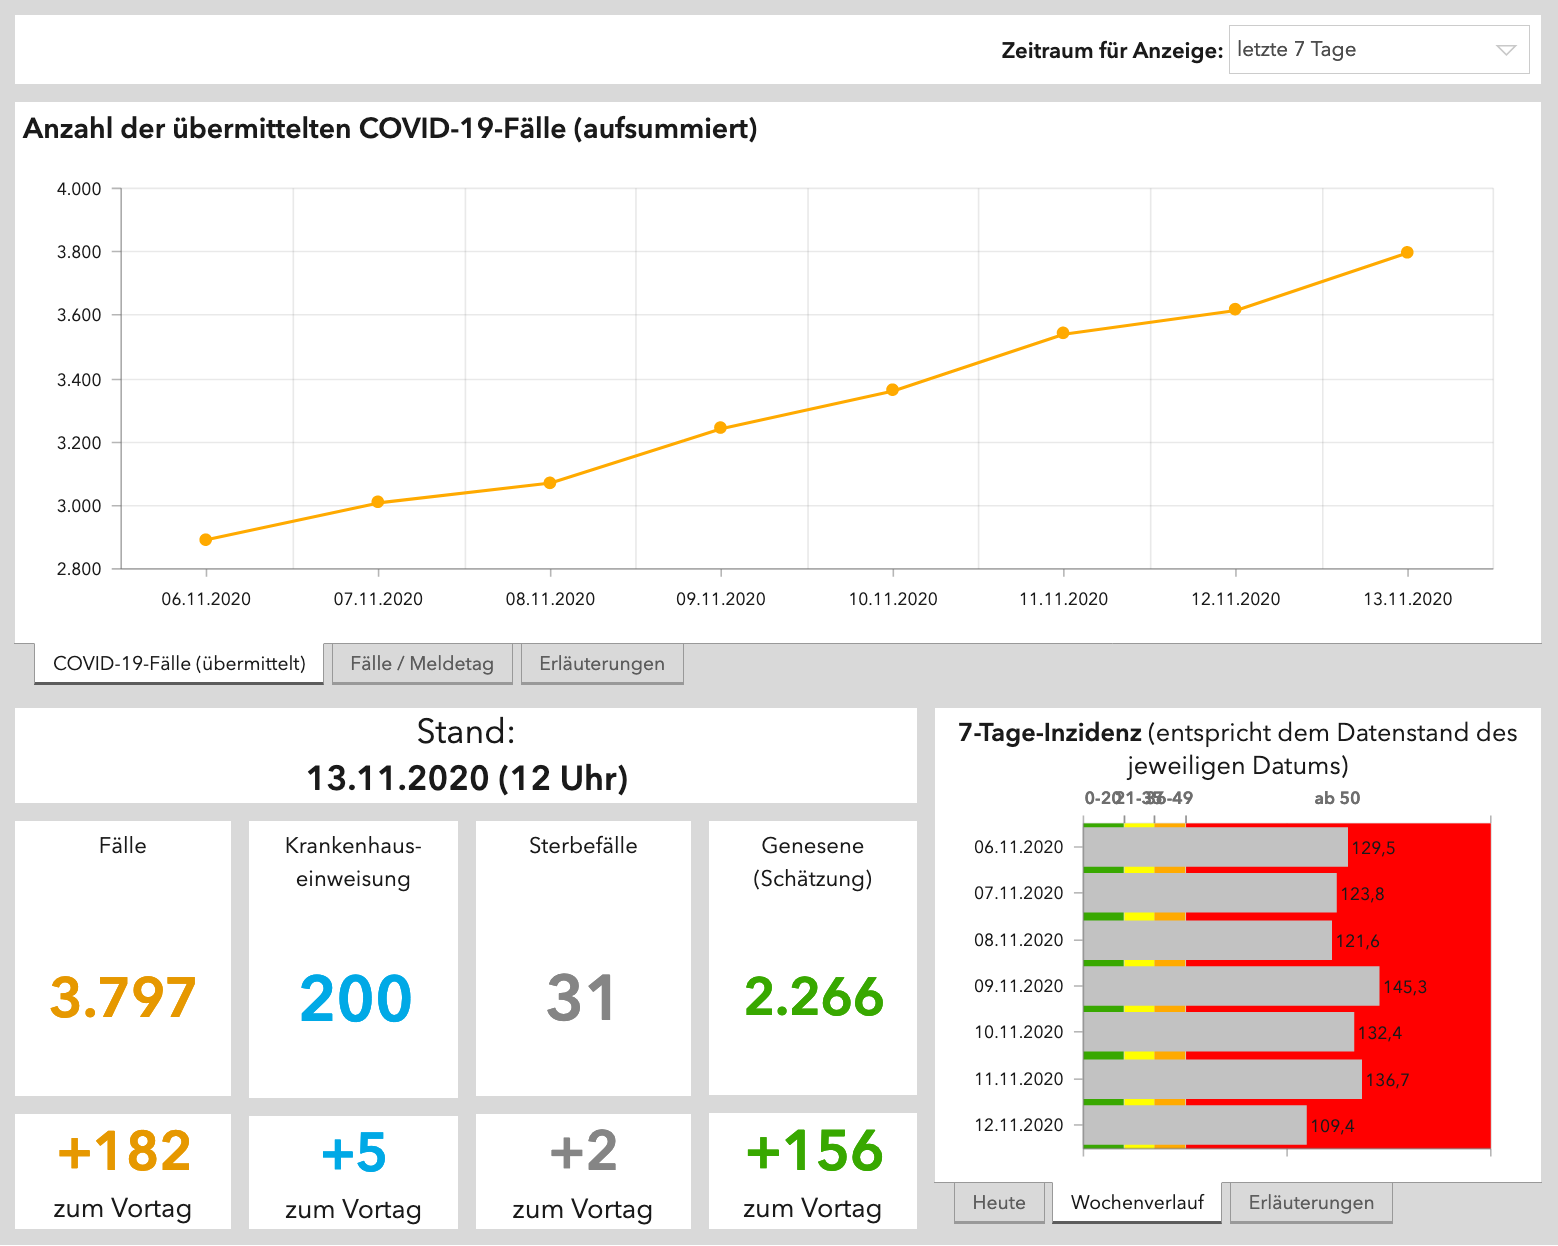 Zeitraum für Anzeige: letzte 7 Tage
Anzahl der übermittelten COVID-19-Fälle (aufsummiert)
4.000
3.800
3.600
3.400
3.200
3.000
2.800
06.11.2020 07.11.2020 08.11.2020 09.11.2020 10.11.2020 11.11.2020 12.11.2020 13.11.2020
COVID-19-Fälle (übermittelt) Fälle / Meldetag Erläuterungen
Stand:
13.11.2020 (12 Uhr)
Fälle
3.797
+182
zum Vortag
Krankenhaus-
einweisung
200
+5
zum Vortag
Sterbefälle
31
+2
zum Vortag
Genesene
(Schätzung)
2.266
+156
zum Vortag
7-Tage-Inzidenz (entspricht dem Datenstand des
jeweiligen Datums)
0-20 21-35 36-49 ab 50
06.11.2020 129,5
07.11.2020 123,8
08.11.2020 121,6
09.11.2020 145,3
10.11.2020 132,4
11.11.2020 136,7
12.11.2020 109,4
Heute Wochenverlauf Erläuterungen